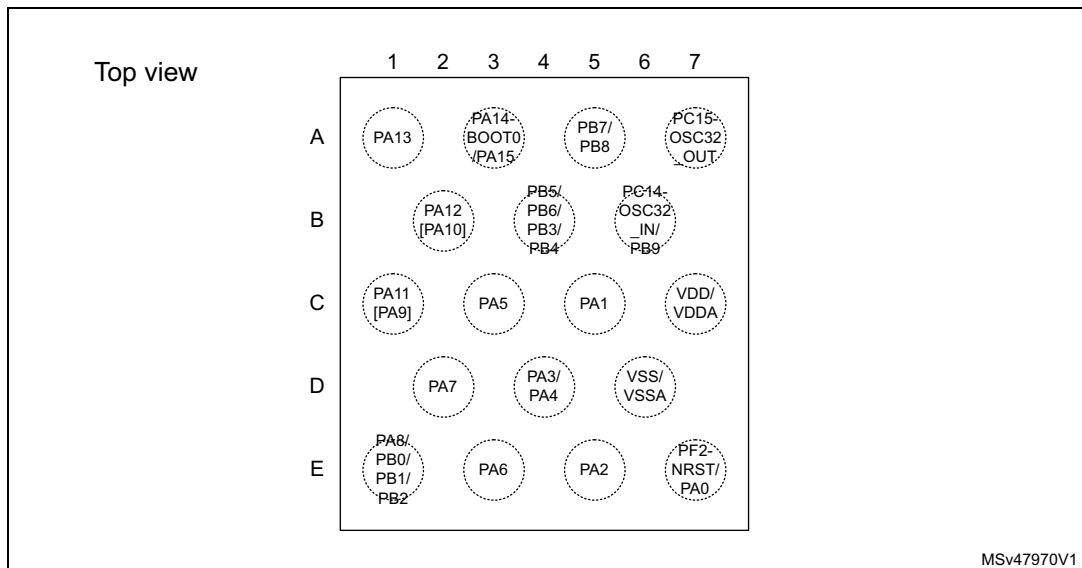 Top view
1 2 3 4 5 6 7
A
PA13
PA14-
BOOT0
/PA15
PB7/
PB8
PC15-
OSC32
_OUT
B
PA12
[PA10]
PB5/
PB6/
PB3/
PB4
PC14-
OSC32
_IN/
PB9
C
PA11
[PA9]
PA5
PA1
VDD/
VDDA
D
PA7
PA3/
PA4
VSS/
VSSA
E
PA8/
PB0/
PB1/
PB2
PA6
PA2
PF2-
NRST/
PA0
MSv47970V1